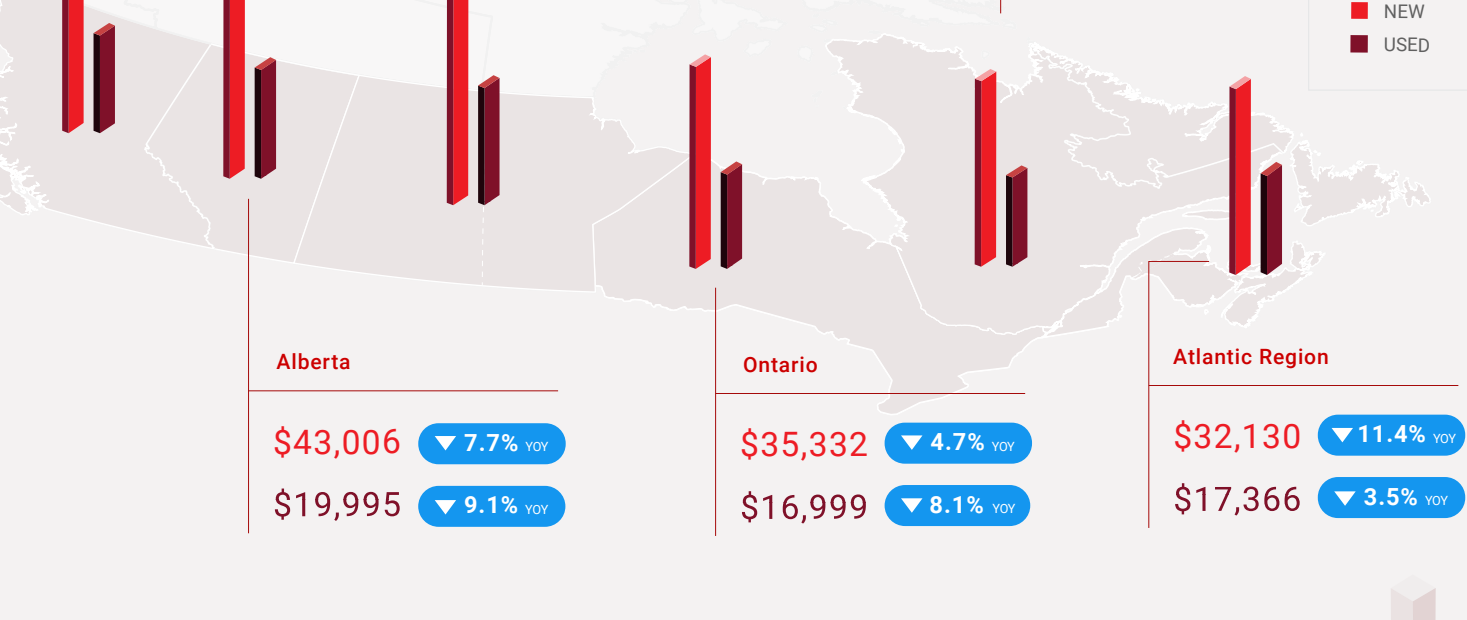 NEW
USED
Alberta
$43,006 ▼ 7.7% YOY
$19,995 ▼ 9.1% YOY
Ontario
$35,332 ▼ 4.7% YOY
$16,999 ▼ 8.1% YOY
Atlantic Region
$32,130 ▼ 11.4% YOY
$17,366 ▼ 3.5% YOY